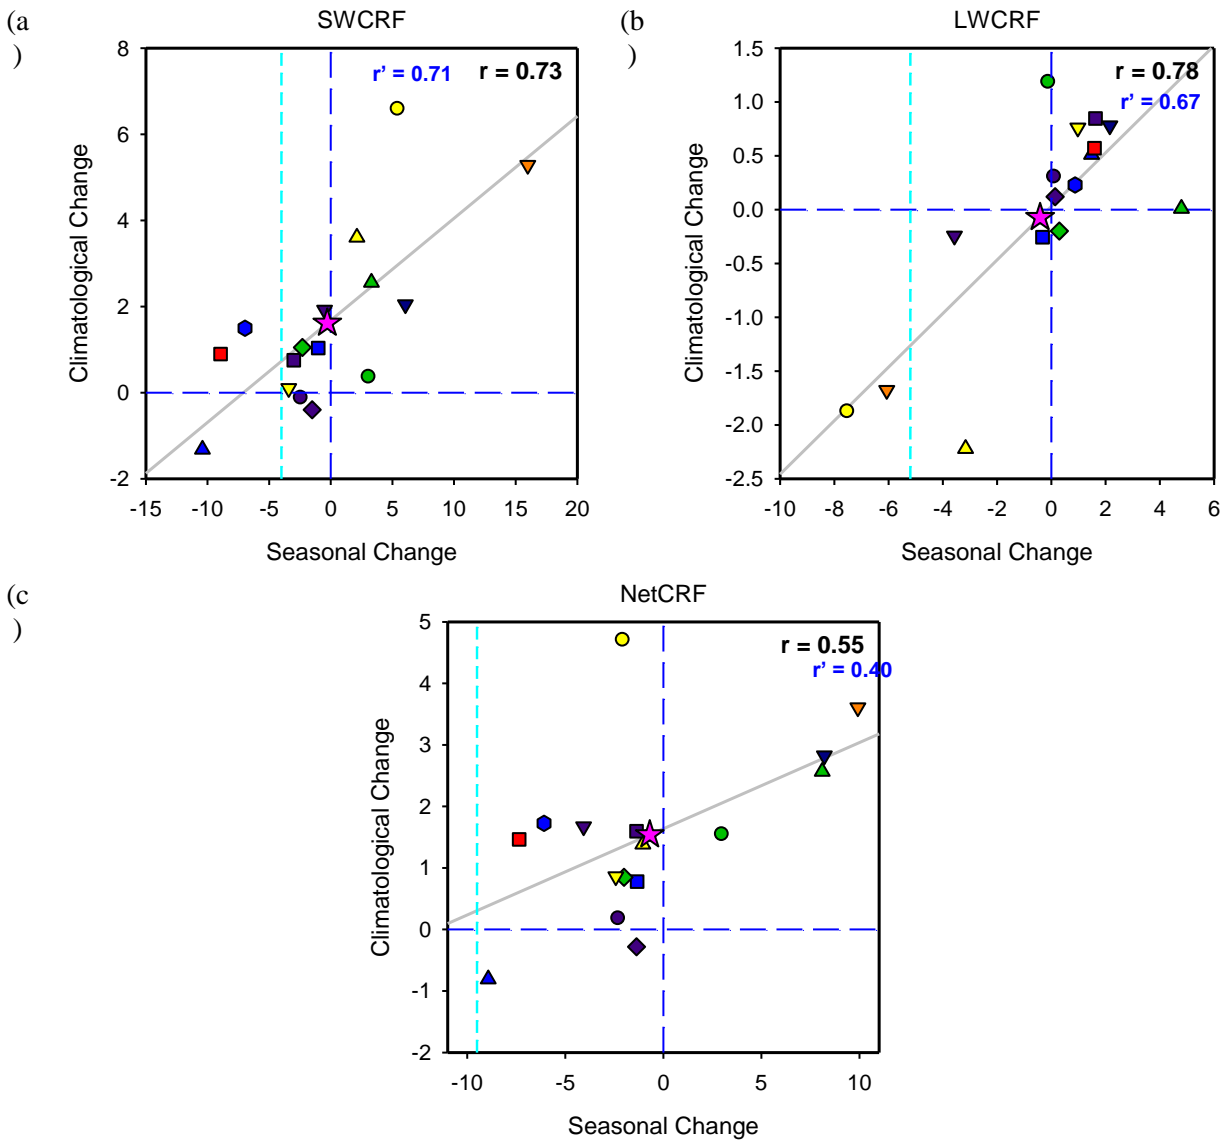 (a
)
SWCRF
r’ = 0.71 r = 0.73
8
6
4
2
0
-2
Climatological Change
-15 -10 -5 0 5 10 15 20
Seasonal Change
(b
)
LWCRF
r = 0.78
r’ = 0.67
1.5
1.0
0.5
0.0
-0.5
-1.0
-1.5
-2.0
-2.5
Climatological Change
-10 -8 -6 -4 -2 0 2 4 6
Seasonal Change
(c
)
NetCRF
r = 0.55
r’ = 0.40
5
4
3
2
1
0
-1
-2
Climatological Change
-10 -5 0 5 10
Seasonal Change